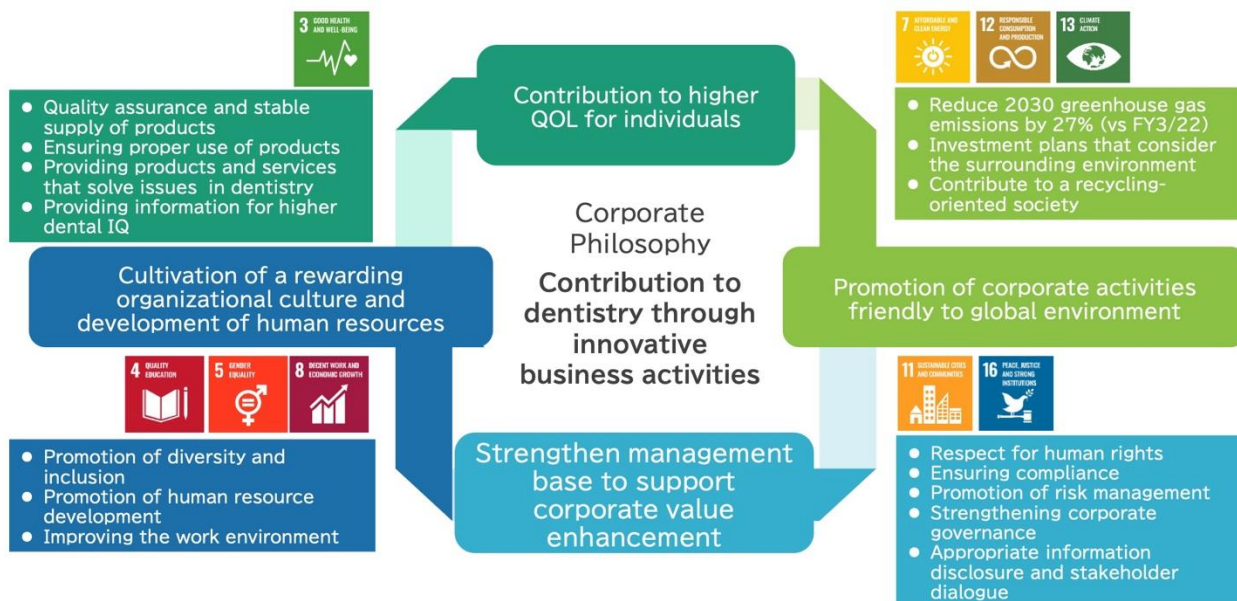 3 GOOD HEALTH
AND WELL-BEING
● Quality assurance and stable
supply of products
● Ensuring proper use of products
● Providing products and services
that solve issues in dentistry
● Providing information for higher
dental IQ
Contribution to higher
QOL for individuals
7 AFFORDABLE AND
CLEAN ENERGY
12 RESPONSIBLE
CONSUMPTION
AND PRODUCTION
13 CLIMATE
ACTION
● Reduce 2030 greenhouse gas
emissions by 27% (vs FY3/22)
● Investment plans that consider
the surrounding environment
● Contribute to a recycling-
oriented society
Cultivation of a rewarding
organizational culture and
development of human resources
Corporate
Philosophy
Contribution to
dentistry through
innovative
business activities
Promotion of corporate activities
friendly to global environment
4 QUALITY
EDUCATION
5 GENDER
EQUALITY
8 DECENT WORK AND
ECONOMIC GROWTH
● Promotion of diversity and
inclusion
● Promotion of human resource
development
● Improving the work environment
Strengthen management
base to support
corporate value
enhancement
11 SUSTAINABLE CITIES
AND COMMUNITIES
16 PEACE, JUSTICE
AND STRONG
INSTITUTIONS
● Respect for human rights
● Ensuring compliance
● Promotion of risk management
● Strengthening corporate
governance
● Appropriate information
disclosure and stakeholder
dialogue